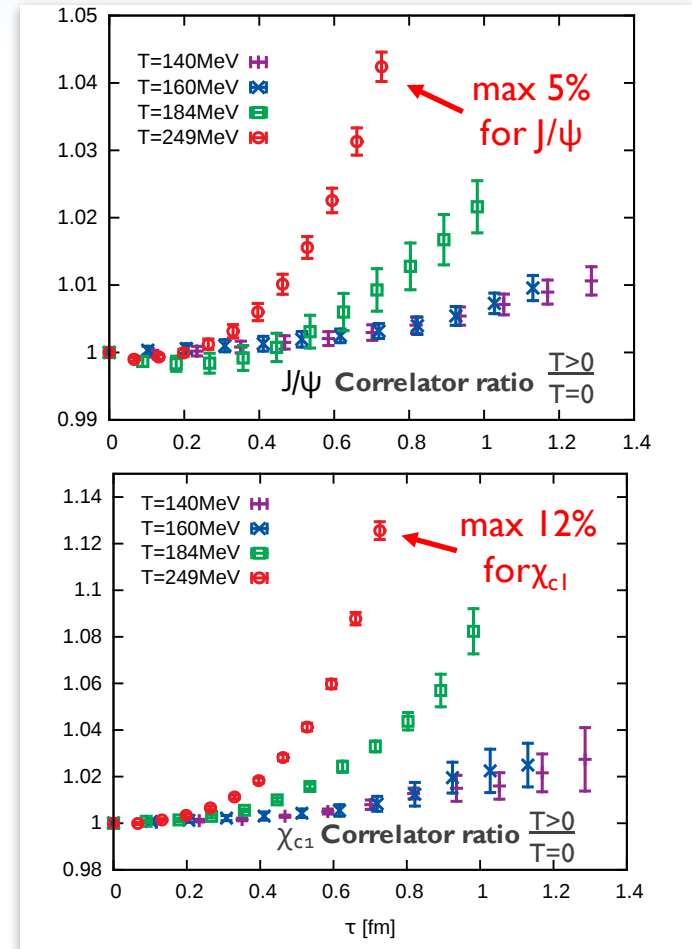 1.05
1.04
1.03
1.02
1.01
1
0.99
T=140MeV
T=160MeV
T=184MeV
T=249MeV
max 5%
for J/ψ
J/ψ Correlator ratio T>0
T=0
0 0.2 0.4 0.6 0.8 1 1.2 1.4
1.14
1.12
1.1
1.08
1.06
1.04
1.02
1
0.98
T=140MeV
T=160MeV
T=184MeV
T=249MeV
max 12%
forχc1
χc1 Correlator ratio T>0
T=0
0 0.2 0.4 0.6 0.8 1 1.2 1.4
τ [fm]